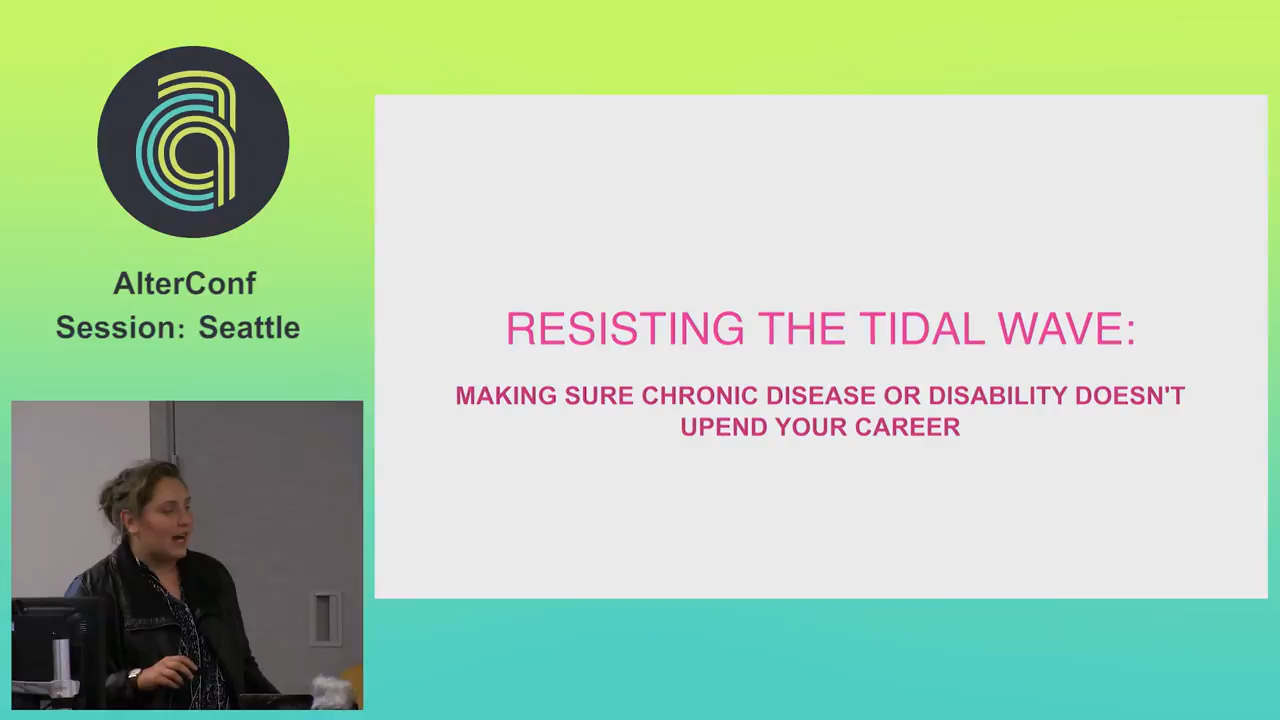 AlterConf
Session: Seattle
RESISTING THE TIDAL WAVE:
MAKING SURE CHRONIC DISEASE OR DISABILITY DOESN'T
UPEND YOUR CAREER